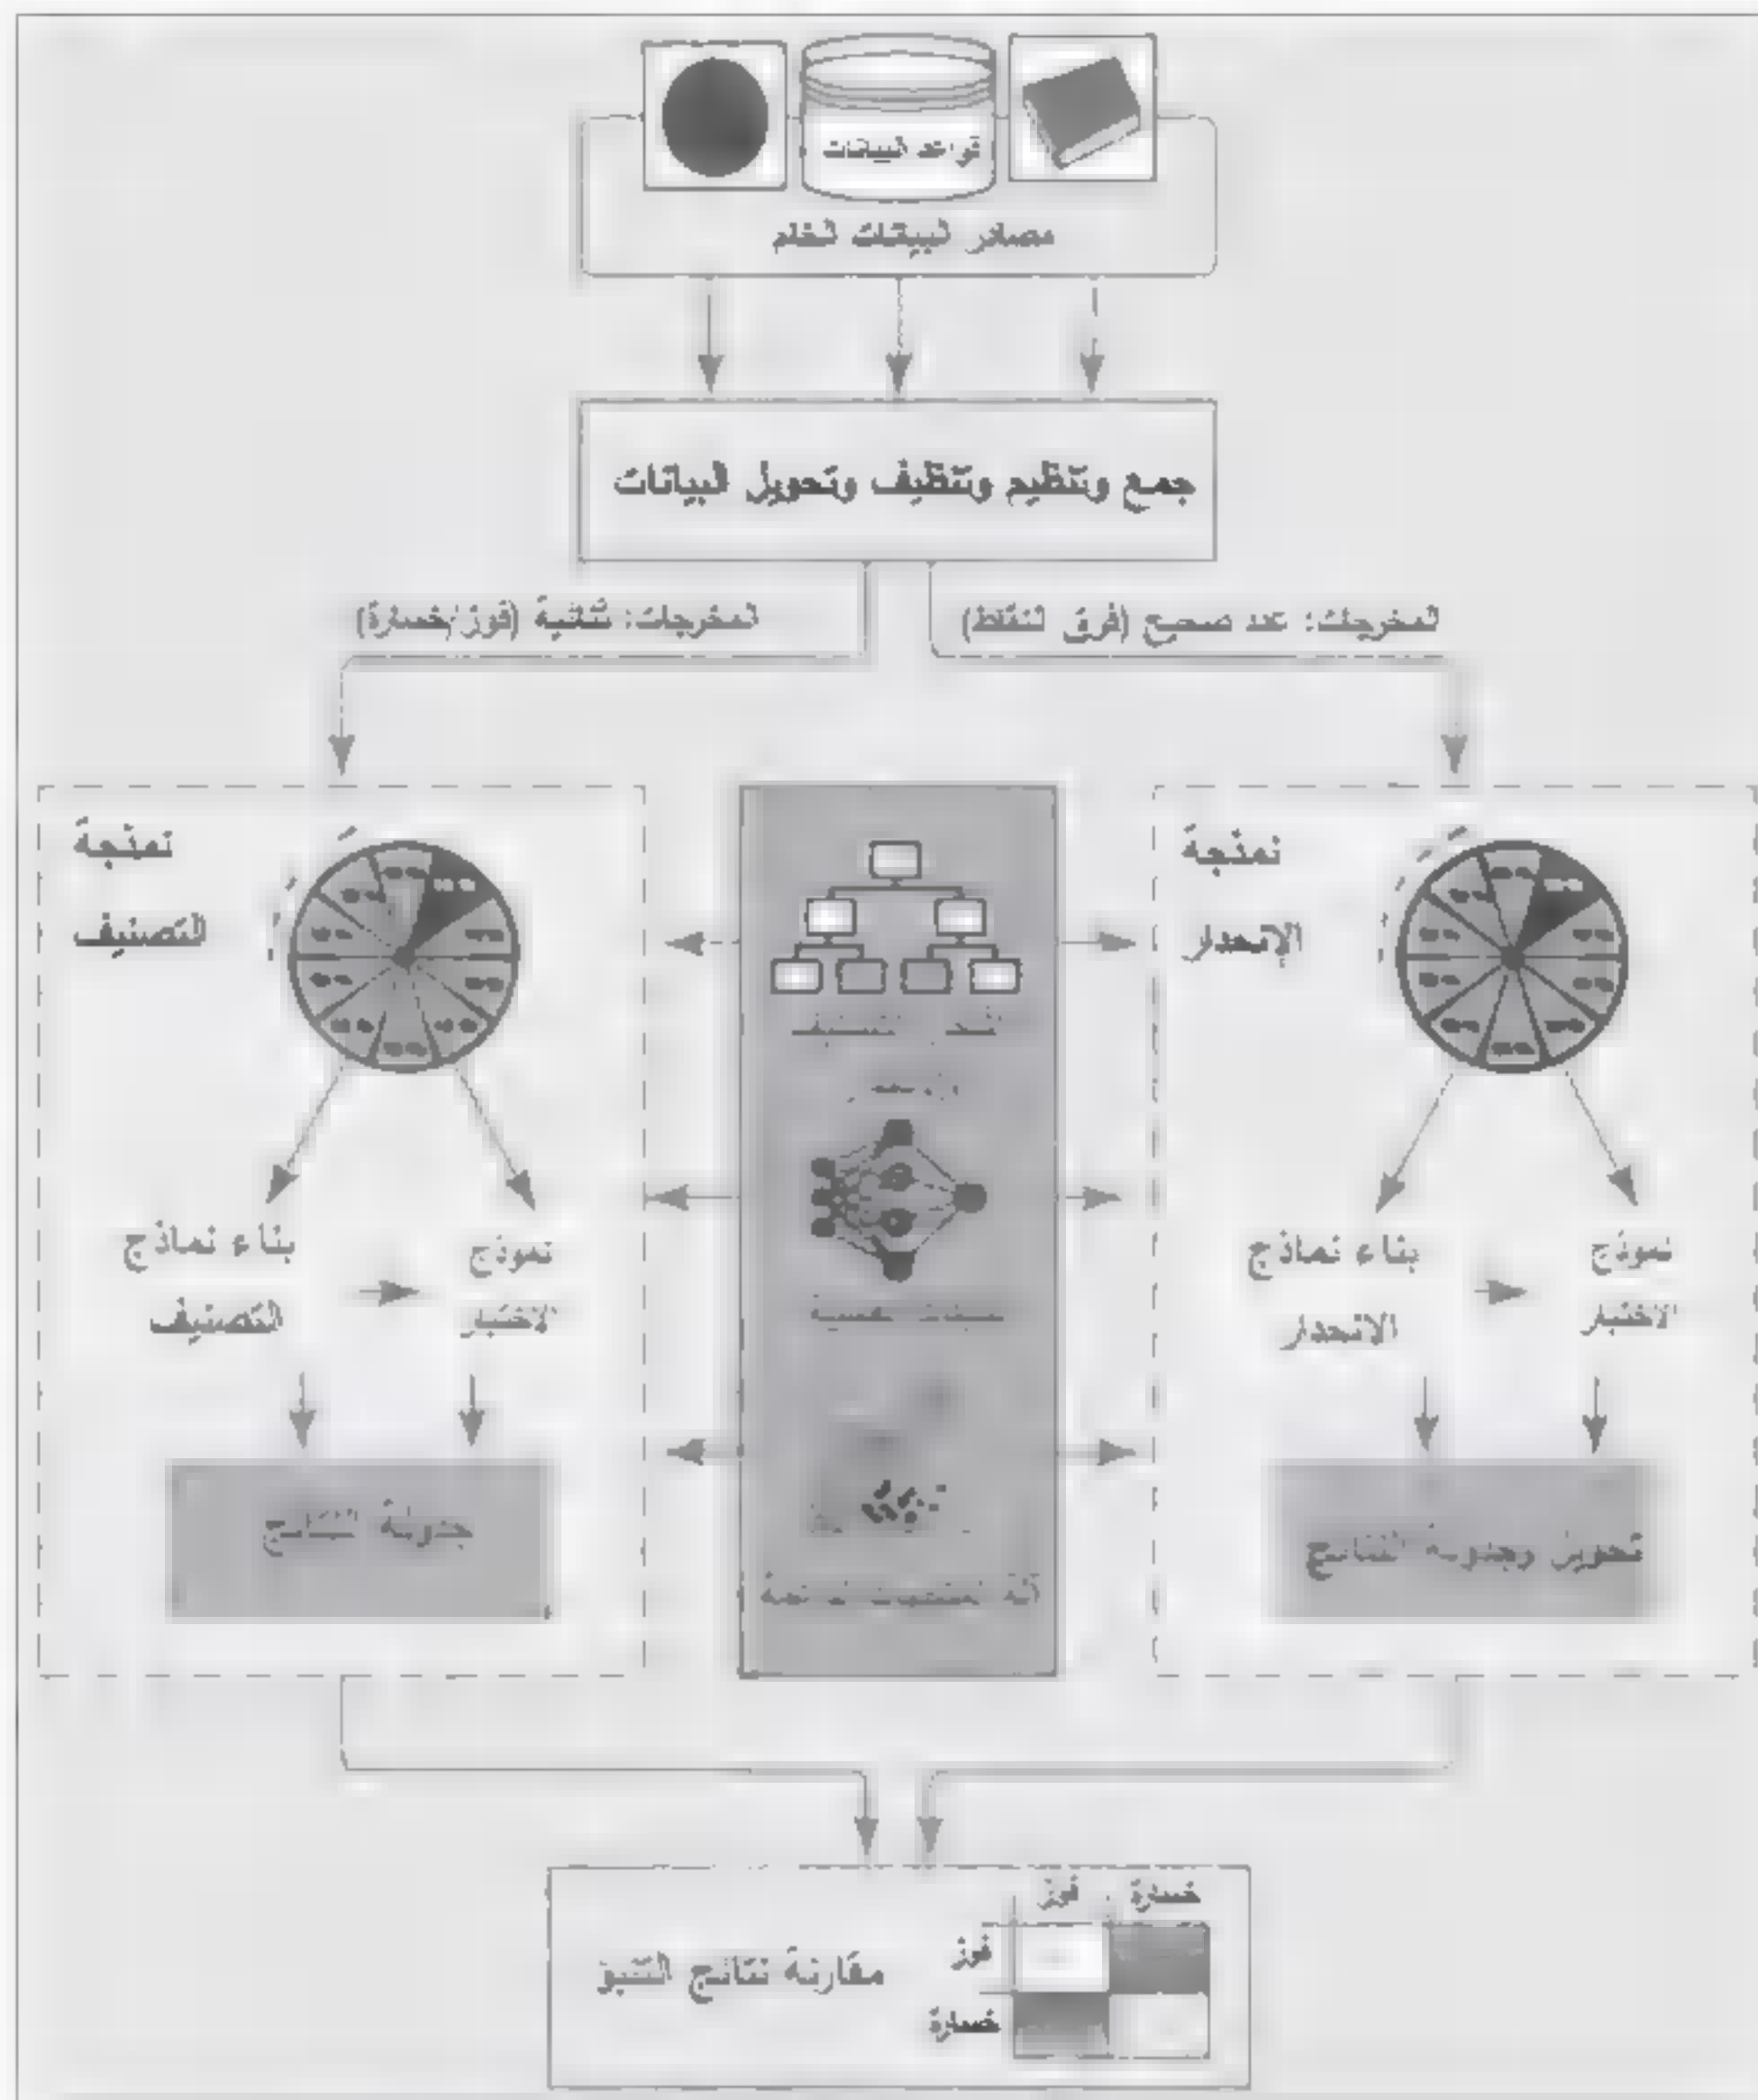 قواعد البيانات
مصادر البيانات الخام
جمع وتنظيم وتنظيف وتحويل البيانات
المخرجات: عدد صحيح (فرق النقاط)
المخرجات: ثنائية (فوز/خسارة)
نمذجة
الإنحدار
بناء نماذج
الانحدار
نموذج
الاختبار
تحويل وجدولة النتائج
نمذجة
التصنيف
بناء نماذج
التصنيف
نموذج
الاختبار
جدولة النتائج
مقارنة نتائج التنبؤ
فوز
خسارة
فوز
خسارة